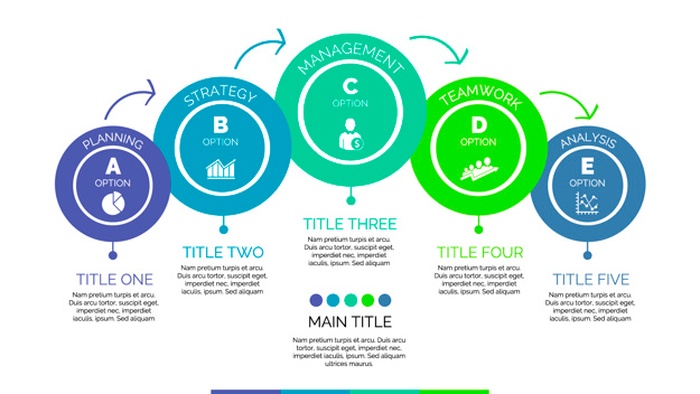 PLANNING
A
OPTION
TITLE ONE
Nam pretium turpis et arcu.
Duis arcu tortor, suscipit
eget, imperdiet nec, imperdiet
iaculis, ipsum. Sed aliquam
STRATEGY
B
OPTION
TITLE TWO
Nam pretium turpis et arcu.
Duis arcu tortor, suscipit eget,
imperdiet nec, imperdiet
iaculis, ipsum. Sed aliquam
MANAGEMENT
C
OPTION
$
TITLE THREE
Nam pretium turpis et arcu.
Duis arcu tortor, suscipit eget,
imperdiet nec, imperdiet
iaculis, ipsum. Sed aliquam
TEAMWORK
D
OPTION
TITLE FOUR
Nam pretium turpis et arcu.
Duis arcu tortor, suscipit eget,
imperdiet nec, imperdiet
iaculis, ipsum. Sed aliquam
ANALYSIS
E
OPTION
TITLE FIVE
Nam pretium turpis et arcu.
Duis arcu tortor, suscipit
eget, imperdiet nec, imperdiet
iaculis, ipsum. Sed aliquam
MAIN TITLE
Nam pretium turpis et arcu. Duis arcu
tortor, suscipit eget, imperdiet nec,
imperdiet iaculis, ipsum. Sed aliquam
ultrices mauris.